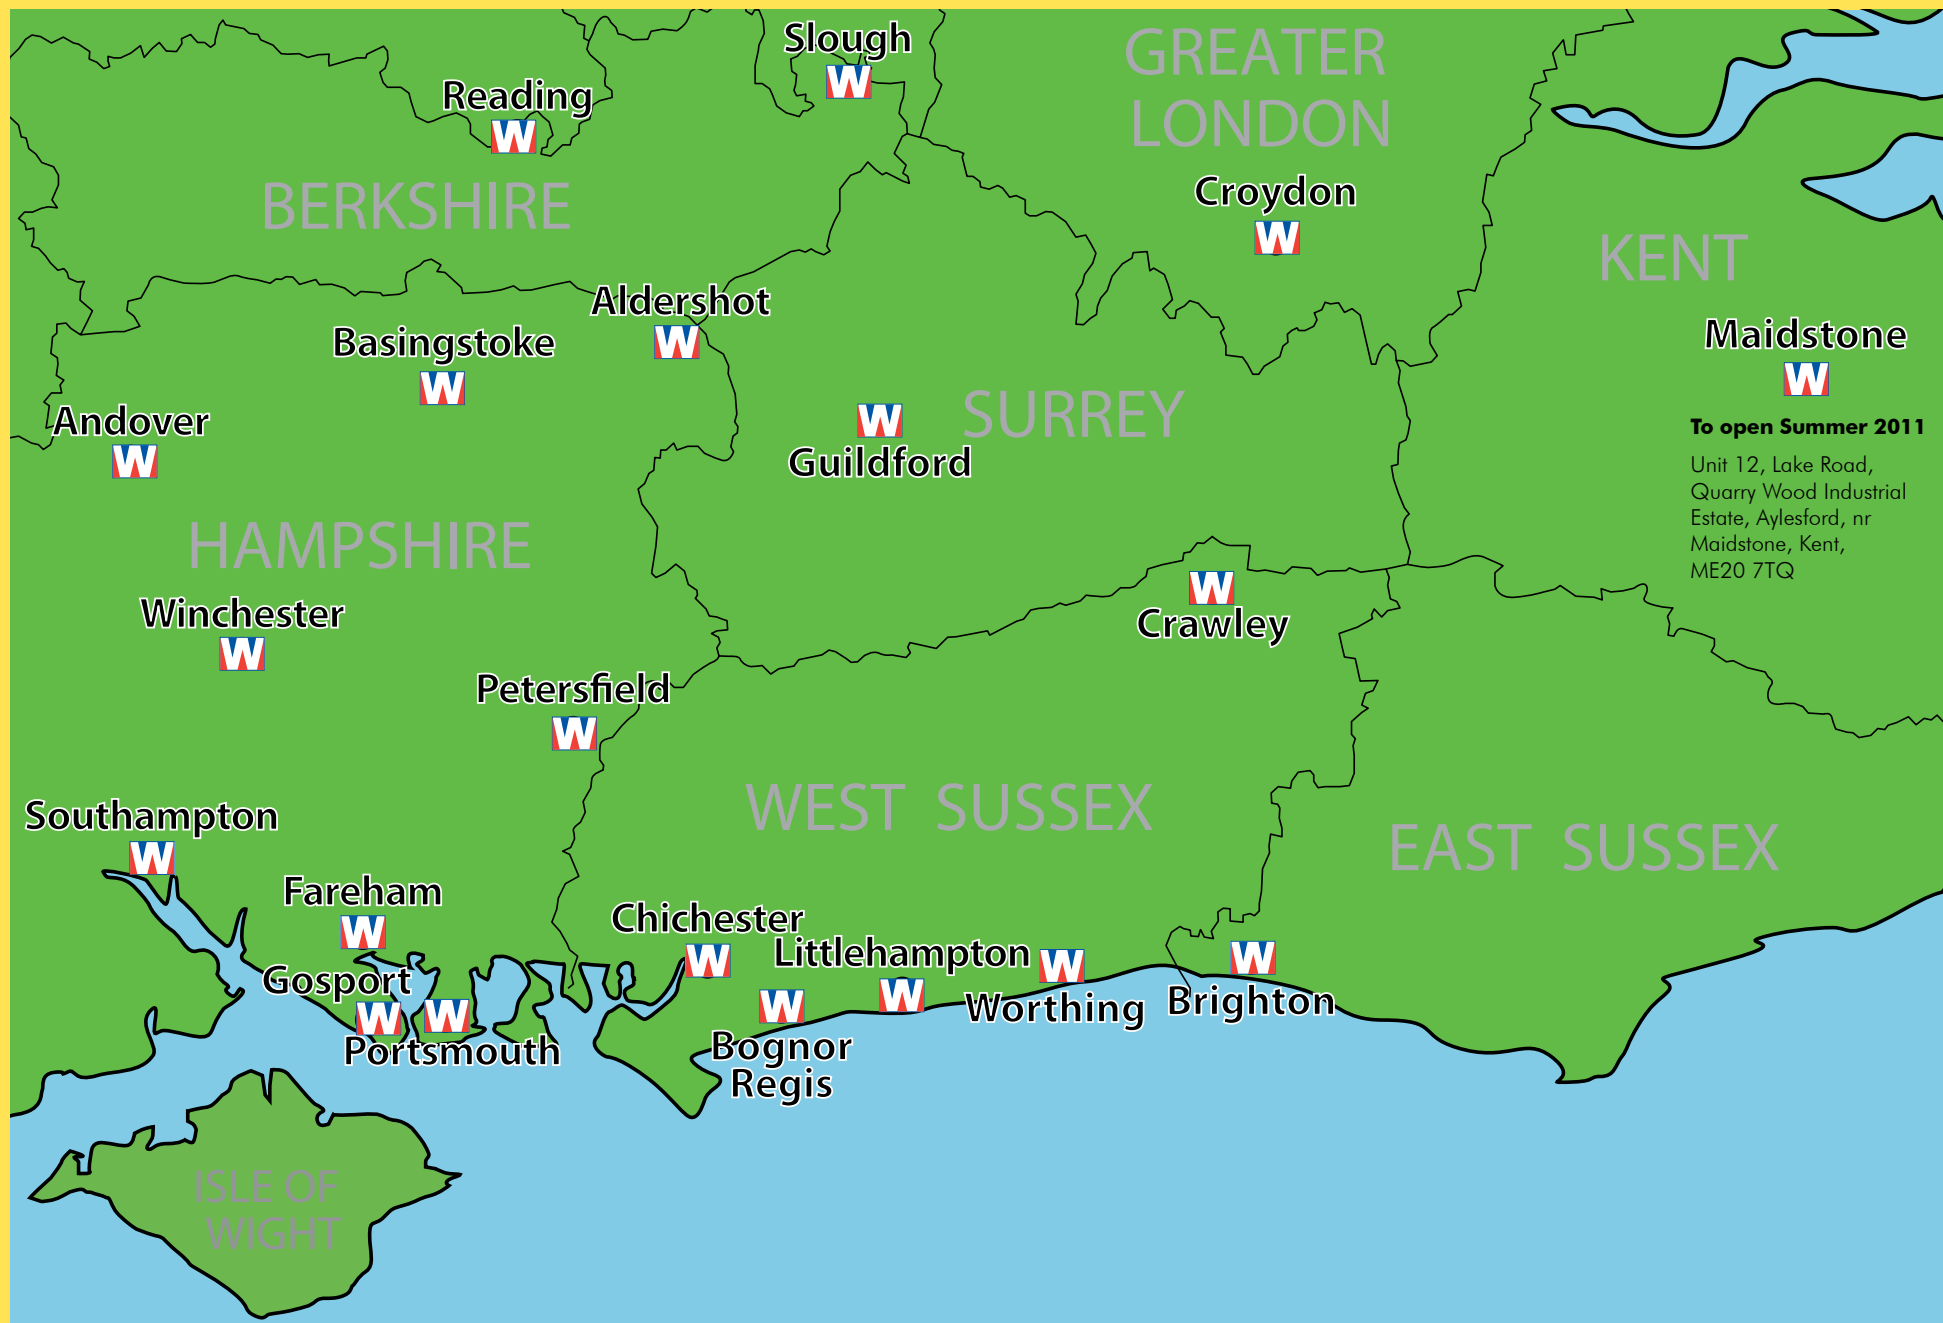 Slough
W
GREATER
LONDON
Reading
W
BERKSHIRE
Croydon
W
KENT
Aldershot
W
Basingstoke
W
Maidstone
W
To open Summer 2011
Unit 12, Lake Road,
Quarry Wood Industrial
Estate, Aylesford, nr
Maidstone, Kent,
ME20 7TQ
Andover
W
SURREY
W
Guildford
HAMPSHIRE
Winchester
W
W
Crawley
Petersfield
W
WEST SUSSEX
EAST SUSSEX
Southampton
W
Fareham
W
Chichester
W
Littlehampton
W
W
Worthing
W
Brighton
Gosport
W
W
Portsmouth
W
Bognor
Regis
ISLE OF
WIGHT